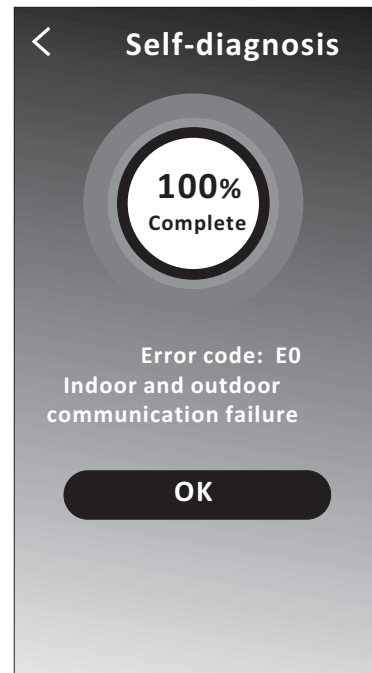 Self-diagnosis
100%
Complete
Error code: E0
Indoor and outdoor
communication failure
OK